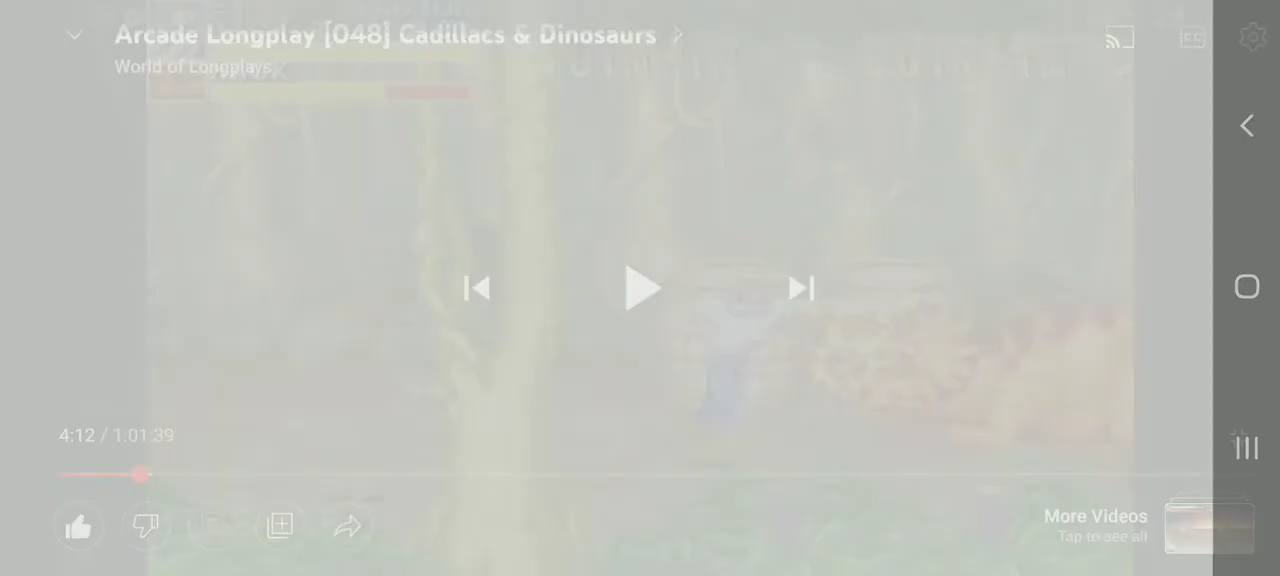 Arcade Longplay [048] Cadillacs & Dinosaurs
World of Longplays
CC
4:12 / 1:01:39
More Videos
Tap to see all